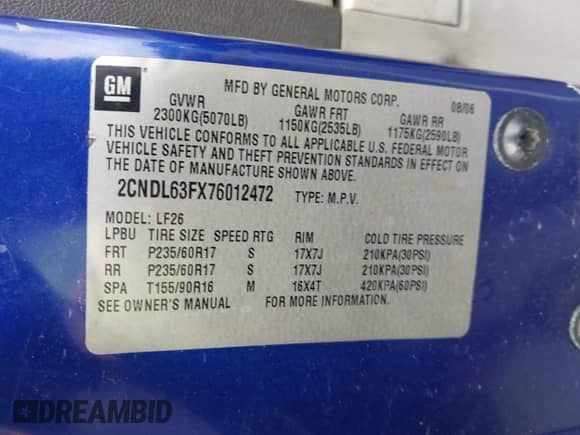 GM
MFD BY GENERAL MOTORS CORP. 08/06
GVWR GAWR FRT GAWR RR
2300KG(5070LB) 1150KG(2535LB) 1175KG(2590LB)
THIS VEHICLE CONFORMS TO ALL APPLICABLE U.S. FEDERAL MOTOR
VEHICLE SAFETY AND THEFT PREVENTION STANDARDS IN EFFECT ON
THE DATE OF MANUFACTURE SHOWN ABOVE.
2CNDL63FX76012472 TYPE: M.P.V.
MODEL: LF26
LPBU TIRE SIZE SPEED RTG RIM COLD TIRE PRESSURE
FRT P235/60R17 S 17X7J 210KPA(30PSI)
RR P235/60R17 S 17X7J 210KPA(30PSI)
SPA T155/90R16 M 16X4T 420KPA(60PSI)
SEE OWNER'S MANUAL FOR MORE INFORMATION.
DREAMBID